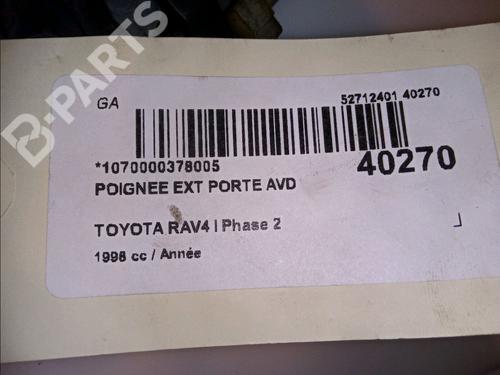 B-PARTS
GA
52712401 40270
*1070000378005
40270
POIGNEE EXT PORTE AVD
TOYOTA RAV4 I Phase 2
1998 cc / Année